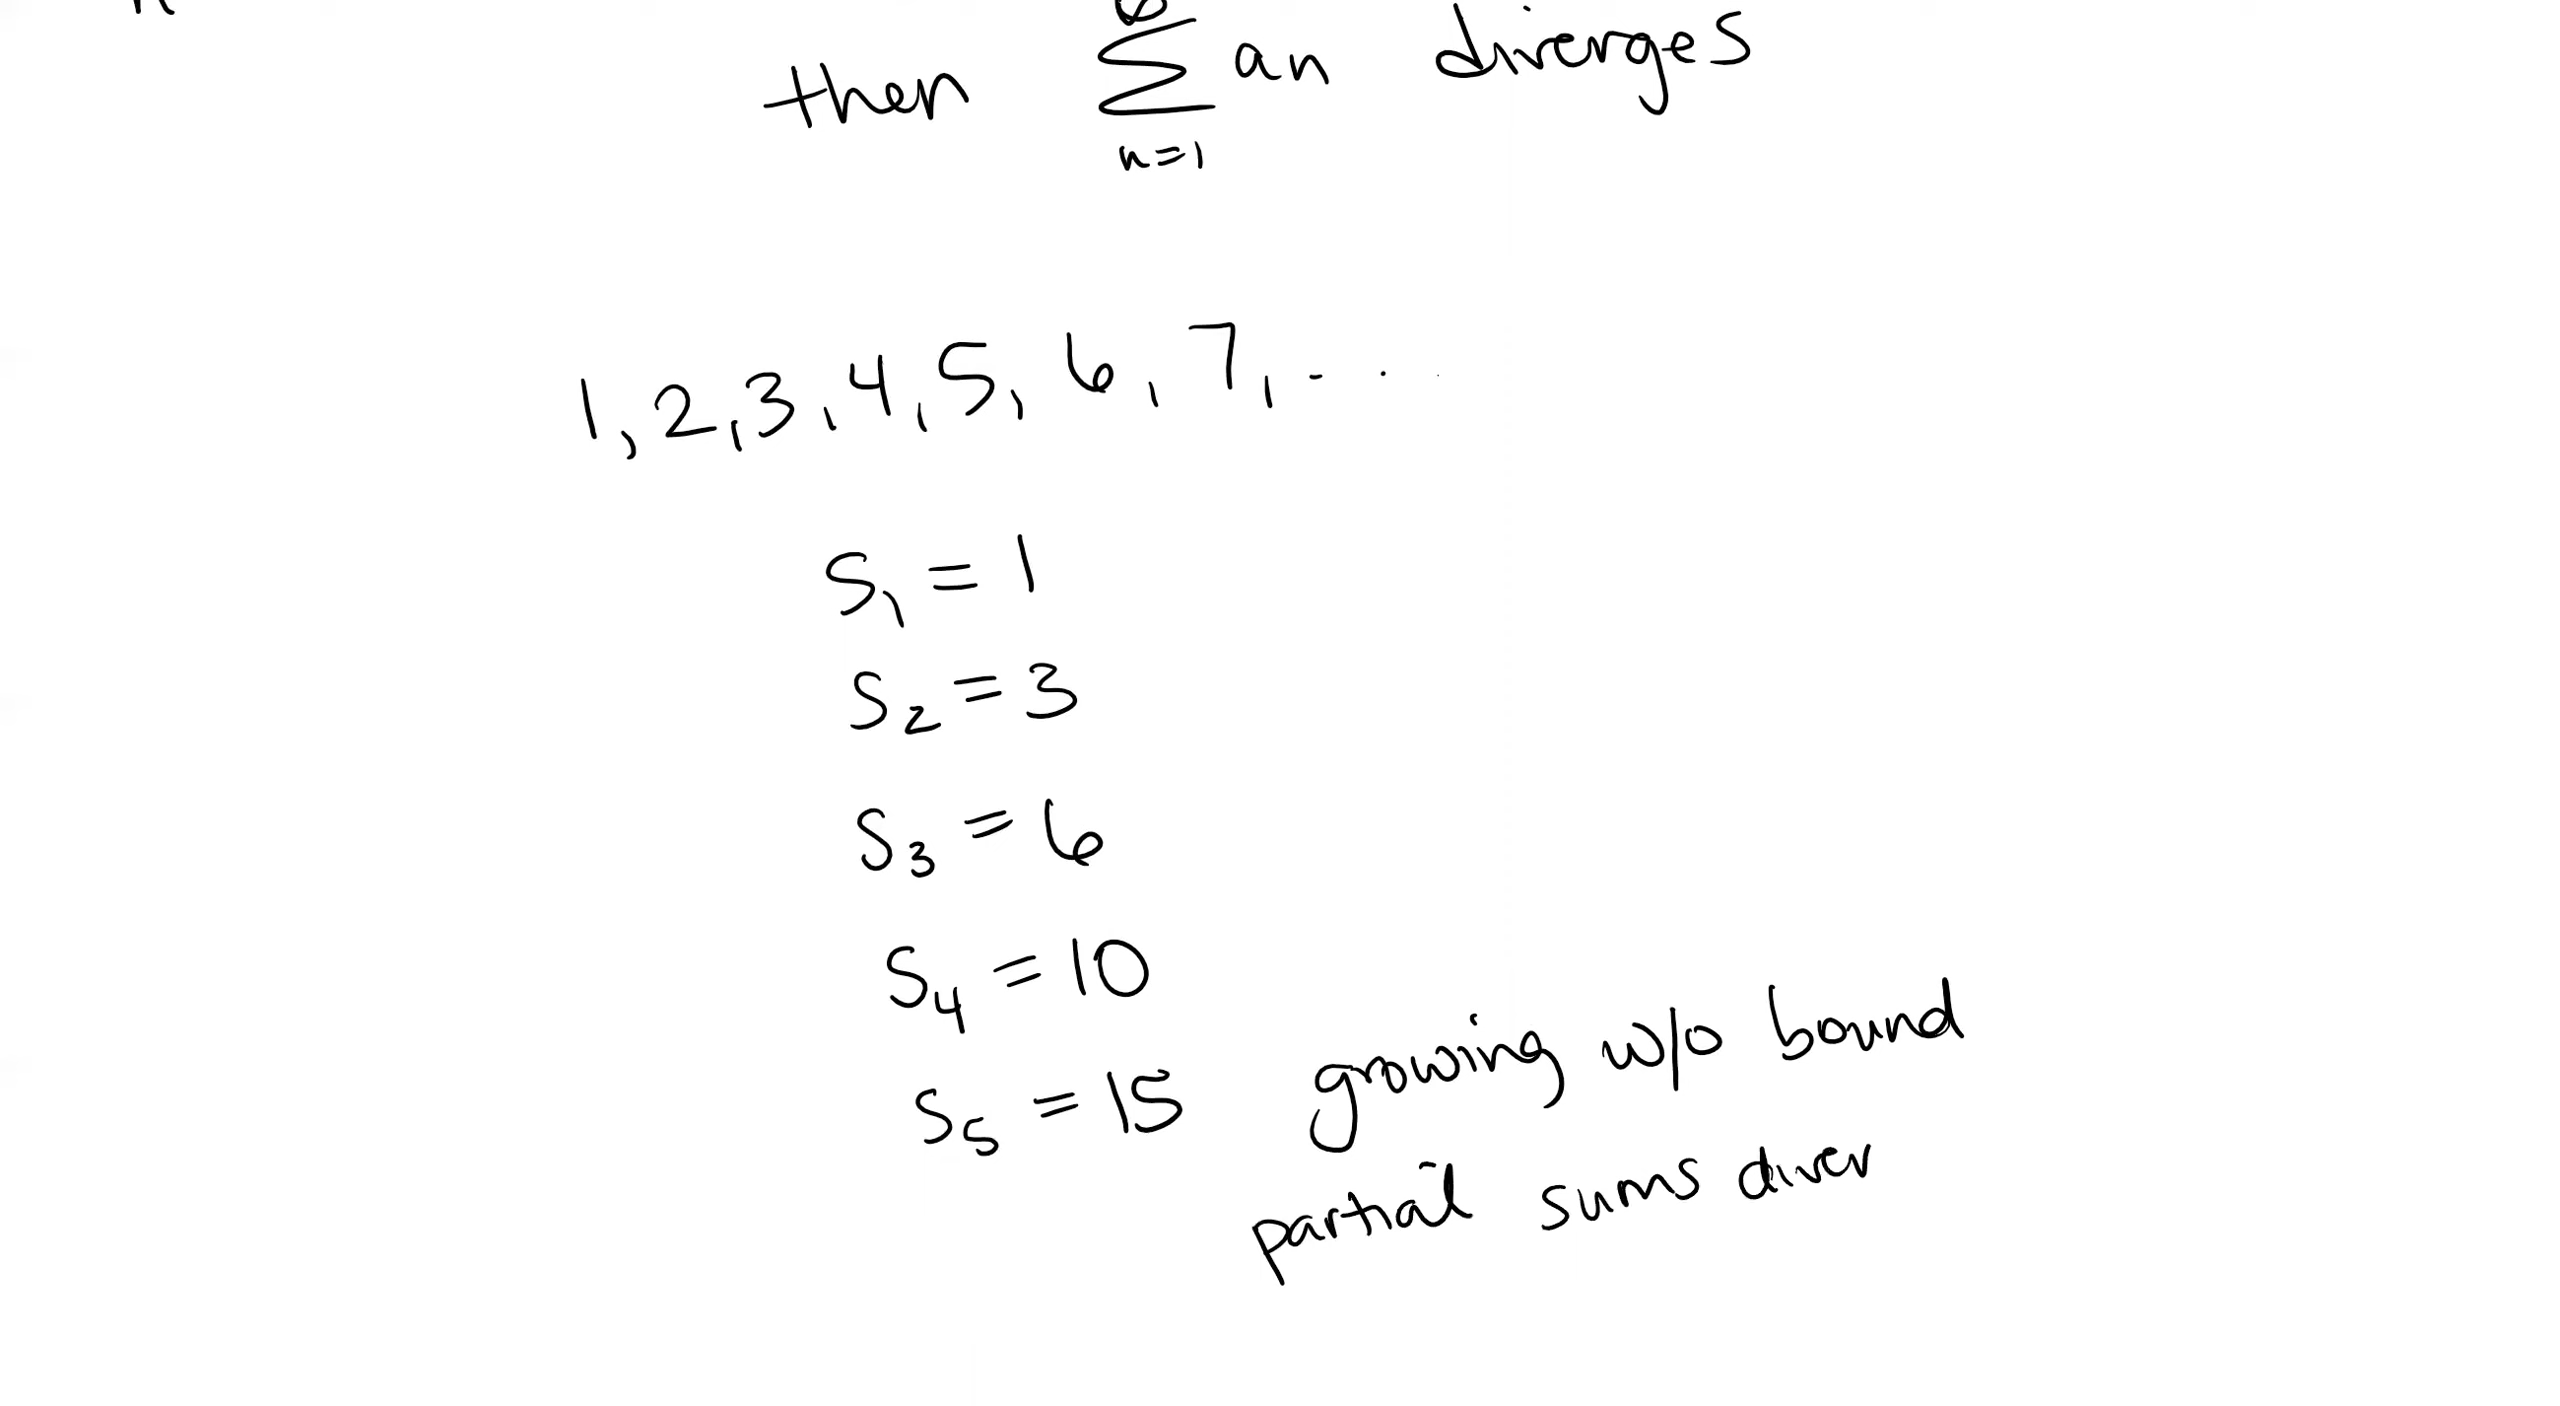 then ∑ an diverges
n=1
1, 2, 3, 4, 5, 6, 7, ...
S₁ = 1
S₂ = 3
S₃ = 6
S₄ = 10
S₅ = 15 growing w/o bound
partial sums diver